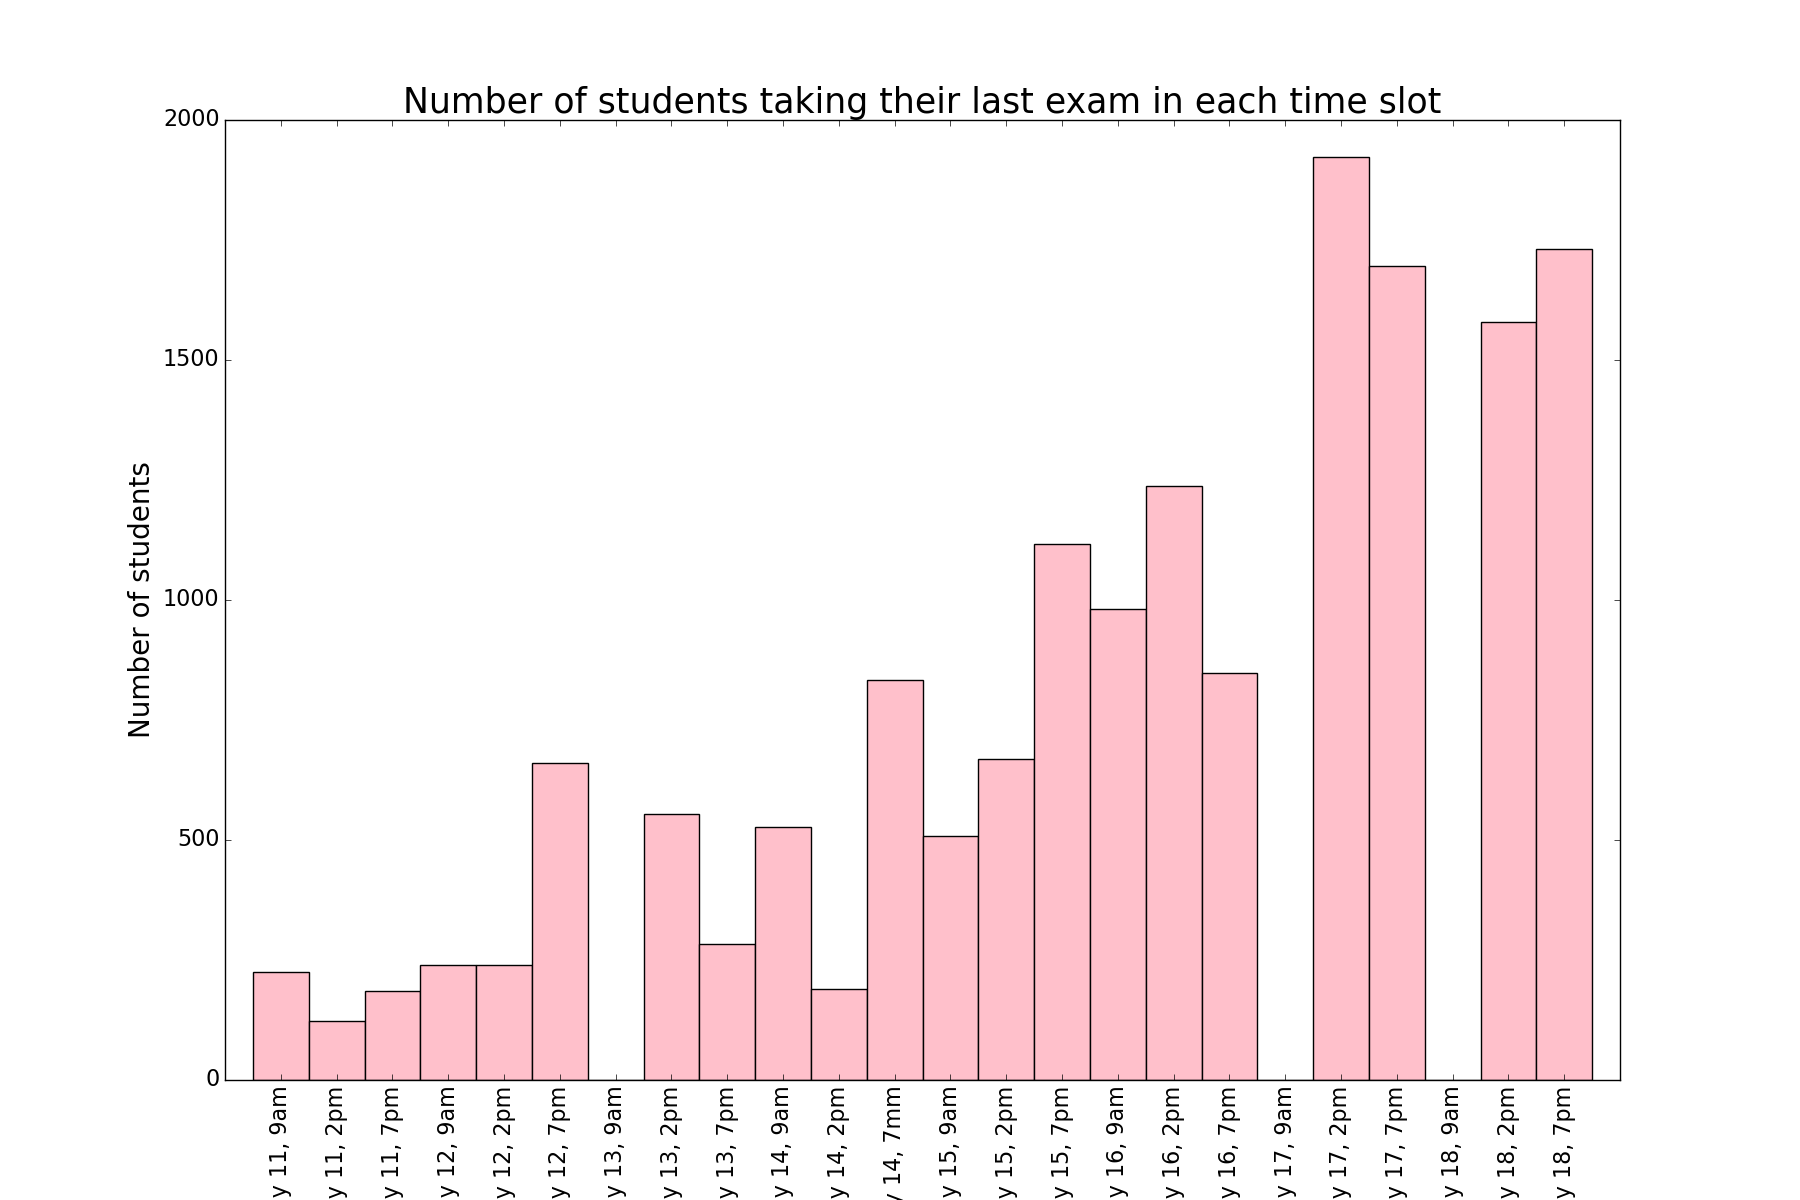 Number of students taking their last exam in each time slot
Number of students
2000
1500
1000
500
0
y 11, 9am
y 11, 2pm
y 11, 7pm
y 12, 9am
y 12, 2pm
y 12, 7pm
y 13, 9am
y 13, 2pm
y 13, 7pm
y 14, 9am
y 14, 2pm
y 14, 7mm
y 15, 9am
y 15, 2pm
y 15, 7pm
y 16, 9am
y 16, 2pm
y 16, 7pm
y 17, 9am
y 17, 2pm
y 17, 7pm
y 18, 9am
y 18, 2pm
y 18, 7pm